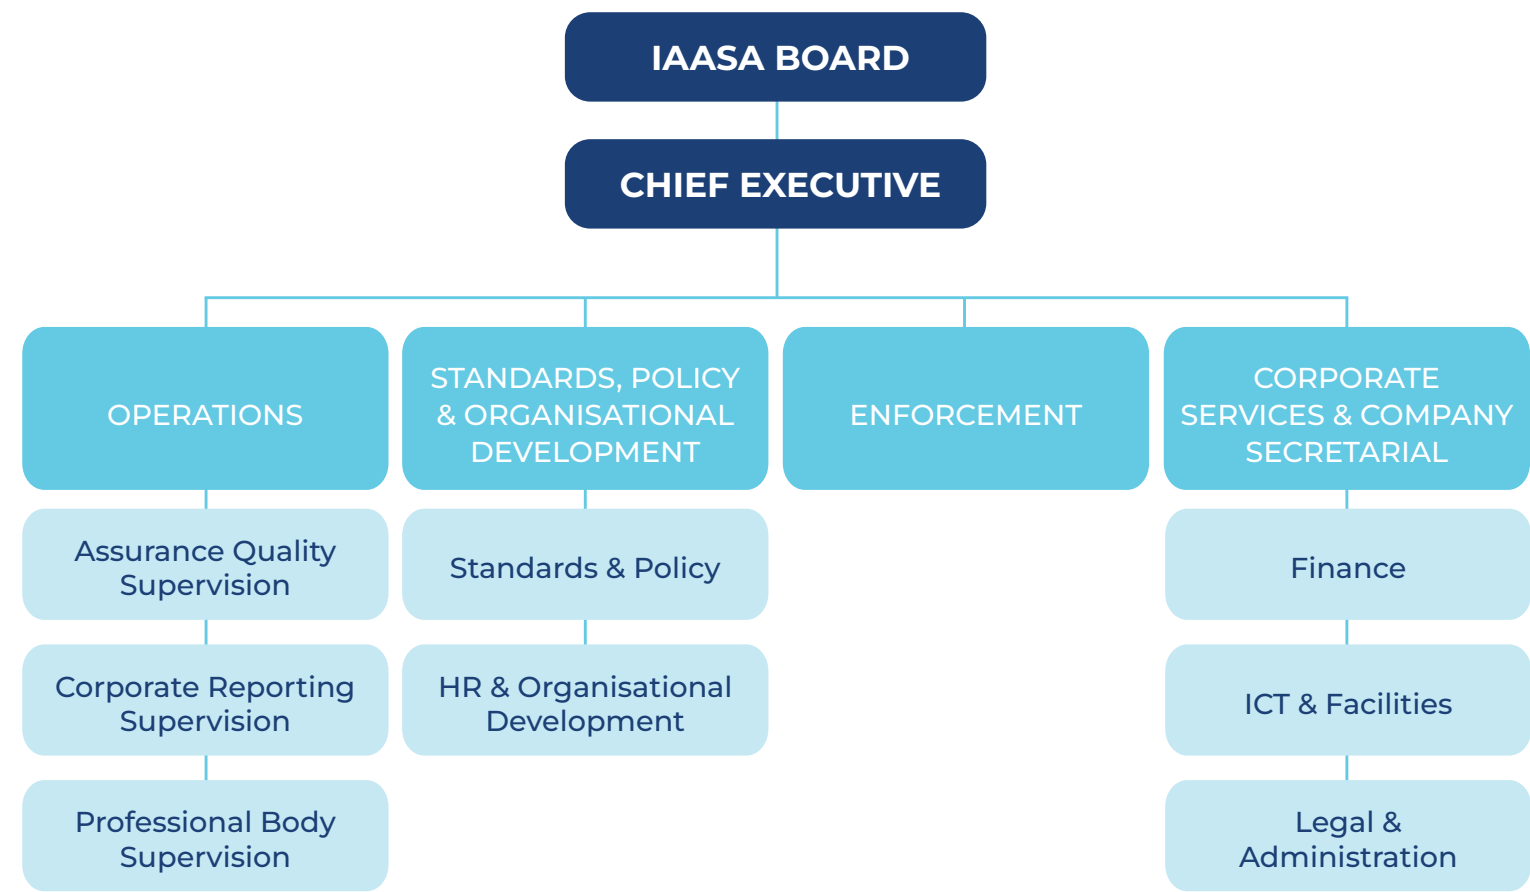 IAASA BOARD
CHIEF EXECUTIVE
OPERATIONS
STANDARDS, POLICY
& ORGANISATIONAL
DEVELOPMENT
ENFORCEMENT
CORPORATE
SERVICES & COMPANY
SECRETARIAL
Assurance Quality
Supervision
Standards & Policy
Finance
Corporate Reporting
Supervision
HR & Organisational
Development
ICT & Facilities
Professional Body
Supervision
Legal &
Administration